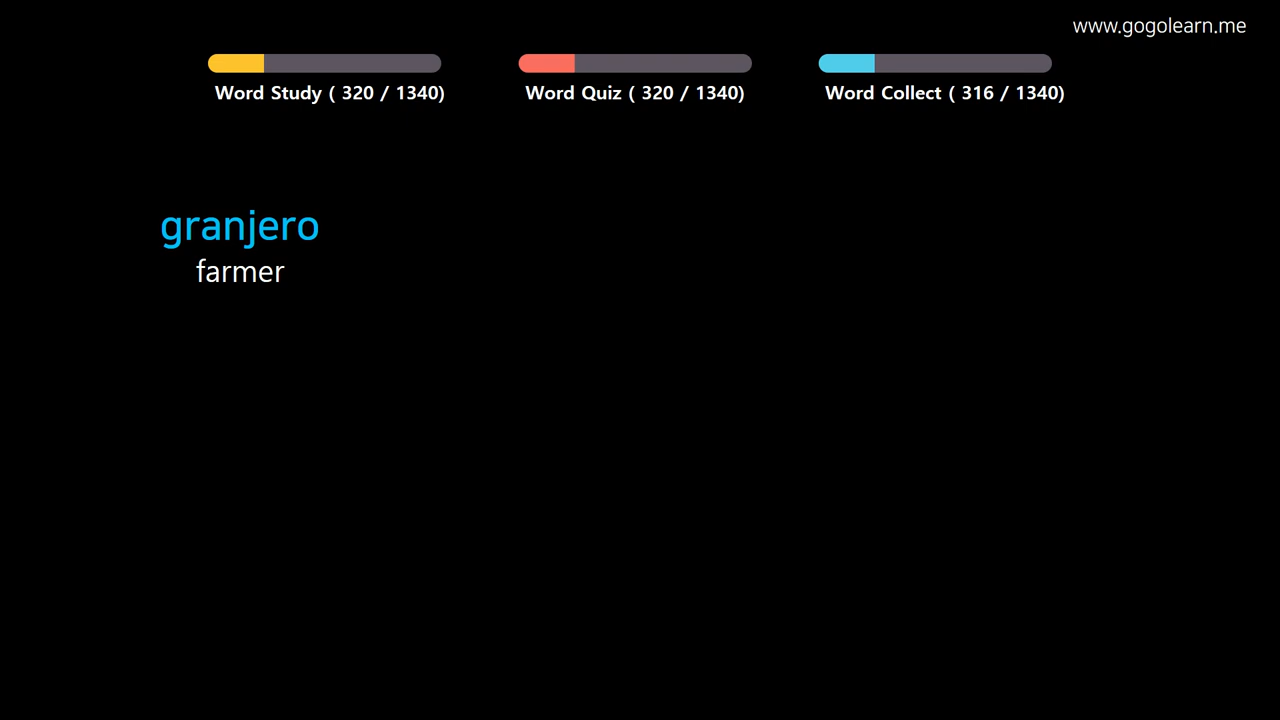 www.gogolearn.me
Word Study ( 320 / 1340)
Word Quiz ( 320 / 1340)
Word Collect ( 316 / 1340)
granjero
farmer